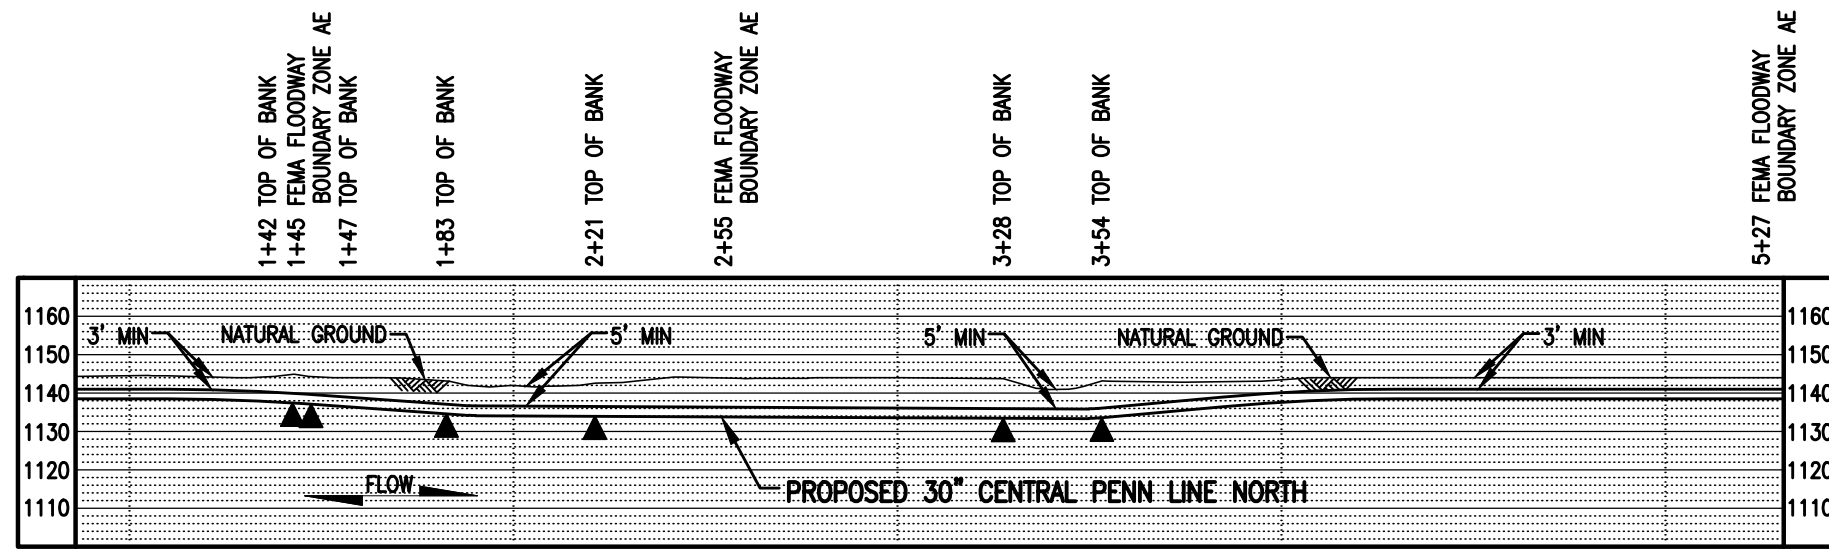 1+42 TOP OF BANK
1+45 FEMA FLOODWAY
BOUNDARY ZONE AE
1+47 TOP OF BANK
1+83 TOP OF BANK
2+21 TOP OF BANK
2+55 FEMA FLOODWAY
BOUNDARY ZONE AE
3+28 TOP OF BANK
3+54 TOP OF BANK
5+27 FEMA FLOODWAY
BOUNDARY ZONE AE
1160
1160
3' MIN
NATURAL GROUND
5' MIN
5' MIN
NATURAL GROUND
3' MIN
1150
1150
1140
1140
1130
1130
1120
1120
FLOW
PROPOSED 30" CENTRAL PENN LINE NORTH
1110
1110